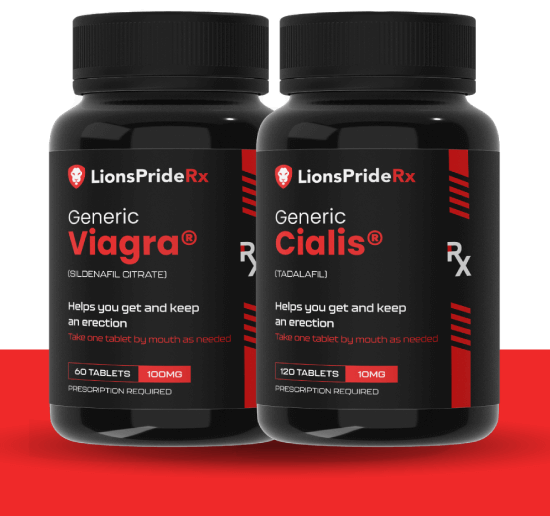 LionsPrideRx
Generic
Viagra®
(SILDENAFIL CITRATE)
Helps you get and keep
an erection
Take one tablet by mouth as needed
60 TABLETS 100MG
PRESCRIPTION REQUIRED
Rx
LionsPrideRx
Generic
Cialis®
(TADALAFIL)
Helps you get and keep
an erection
Take one tablet by mouth as needed
120 TABLETS 10MG
PRESCRIPTION REQUIRED
Rx